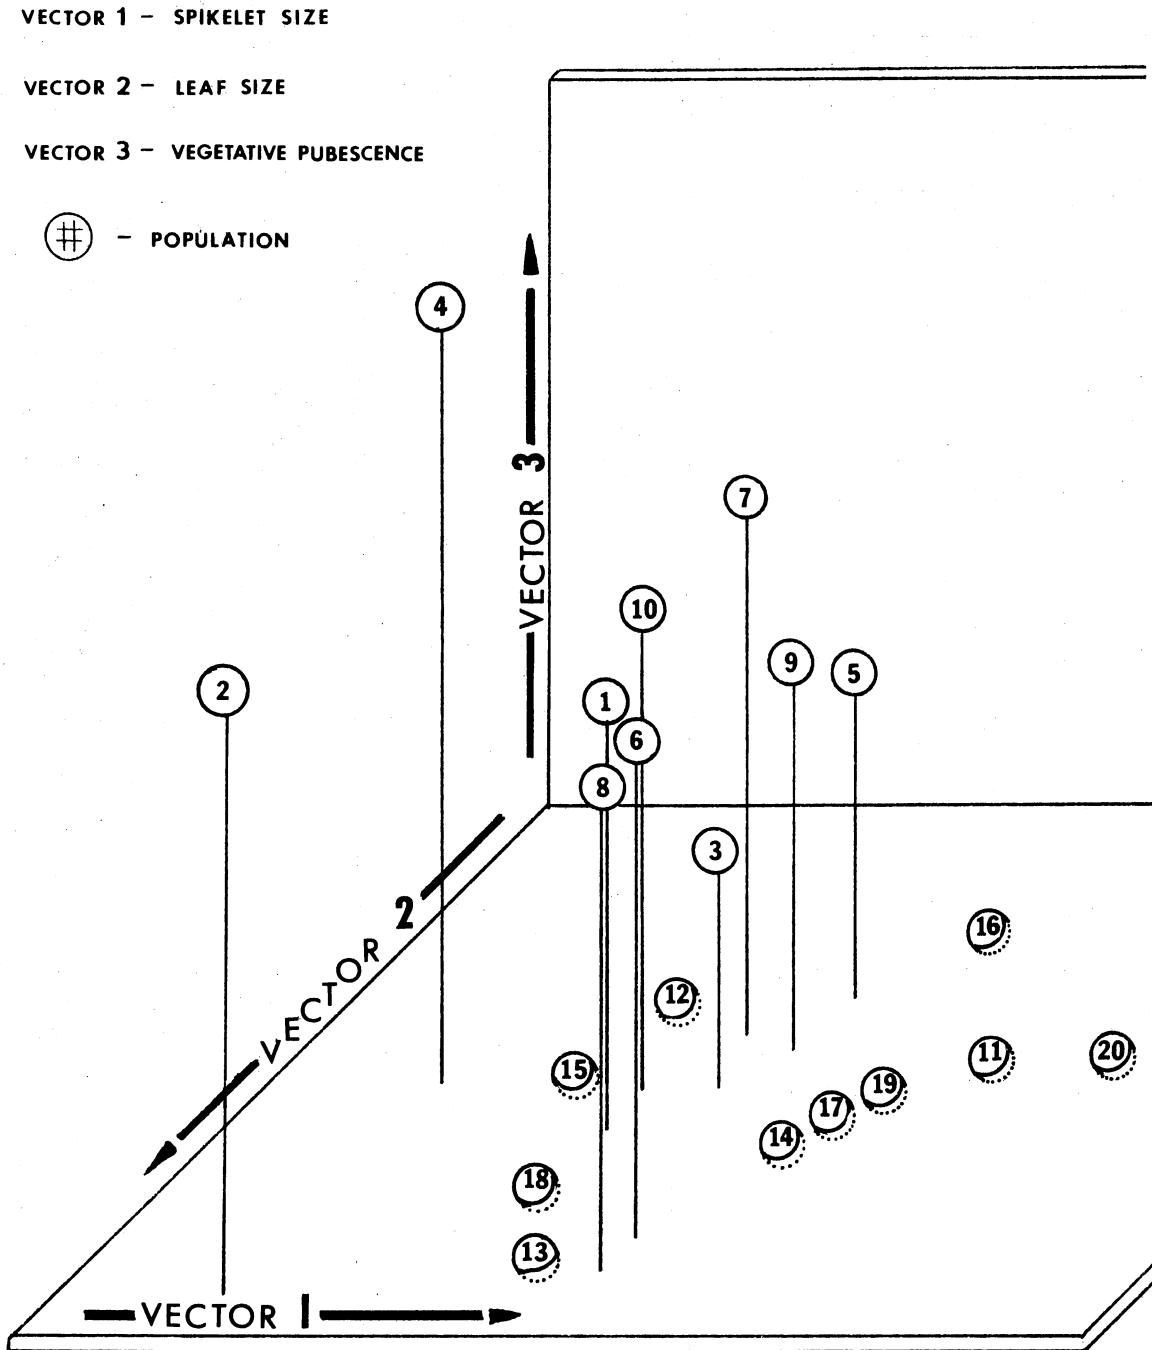 VECTOR 1 – SPIKELET SIZE
VECTOR 2 – LEAF SIZE
VECTOR 3 – VEGETATIVE PUBESCENCE
# – POPULATION
4
VECTOR 3
7
10
9
5
2
1
6
8
3
VECTOR 2
16
12
15
11
20
19
17
14
18
13
VECTOR 1